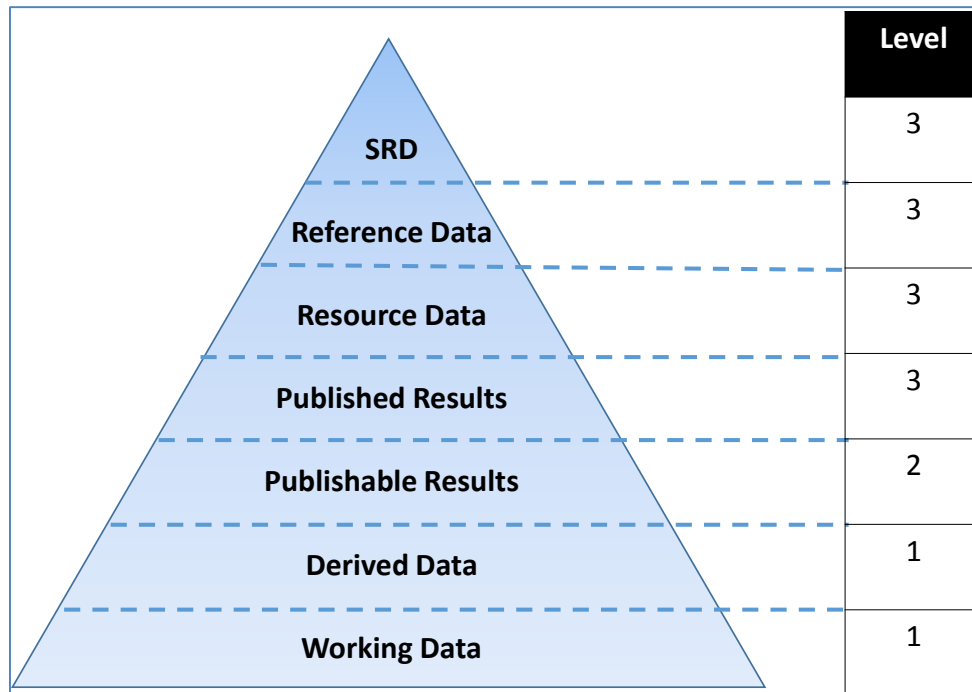 Level
SRD
3
Reference Data
3
Resource Data
3
Published Results
3
Publishable Results
2
Derived Data
1
Working Data
1